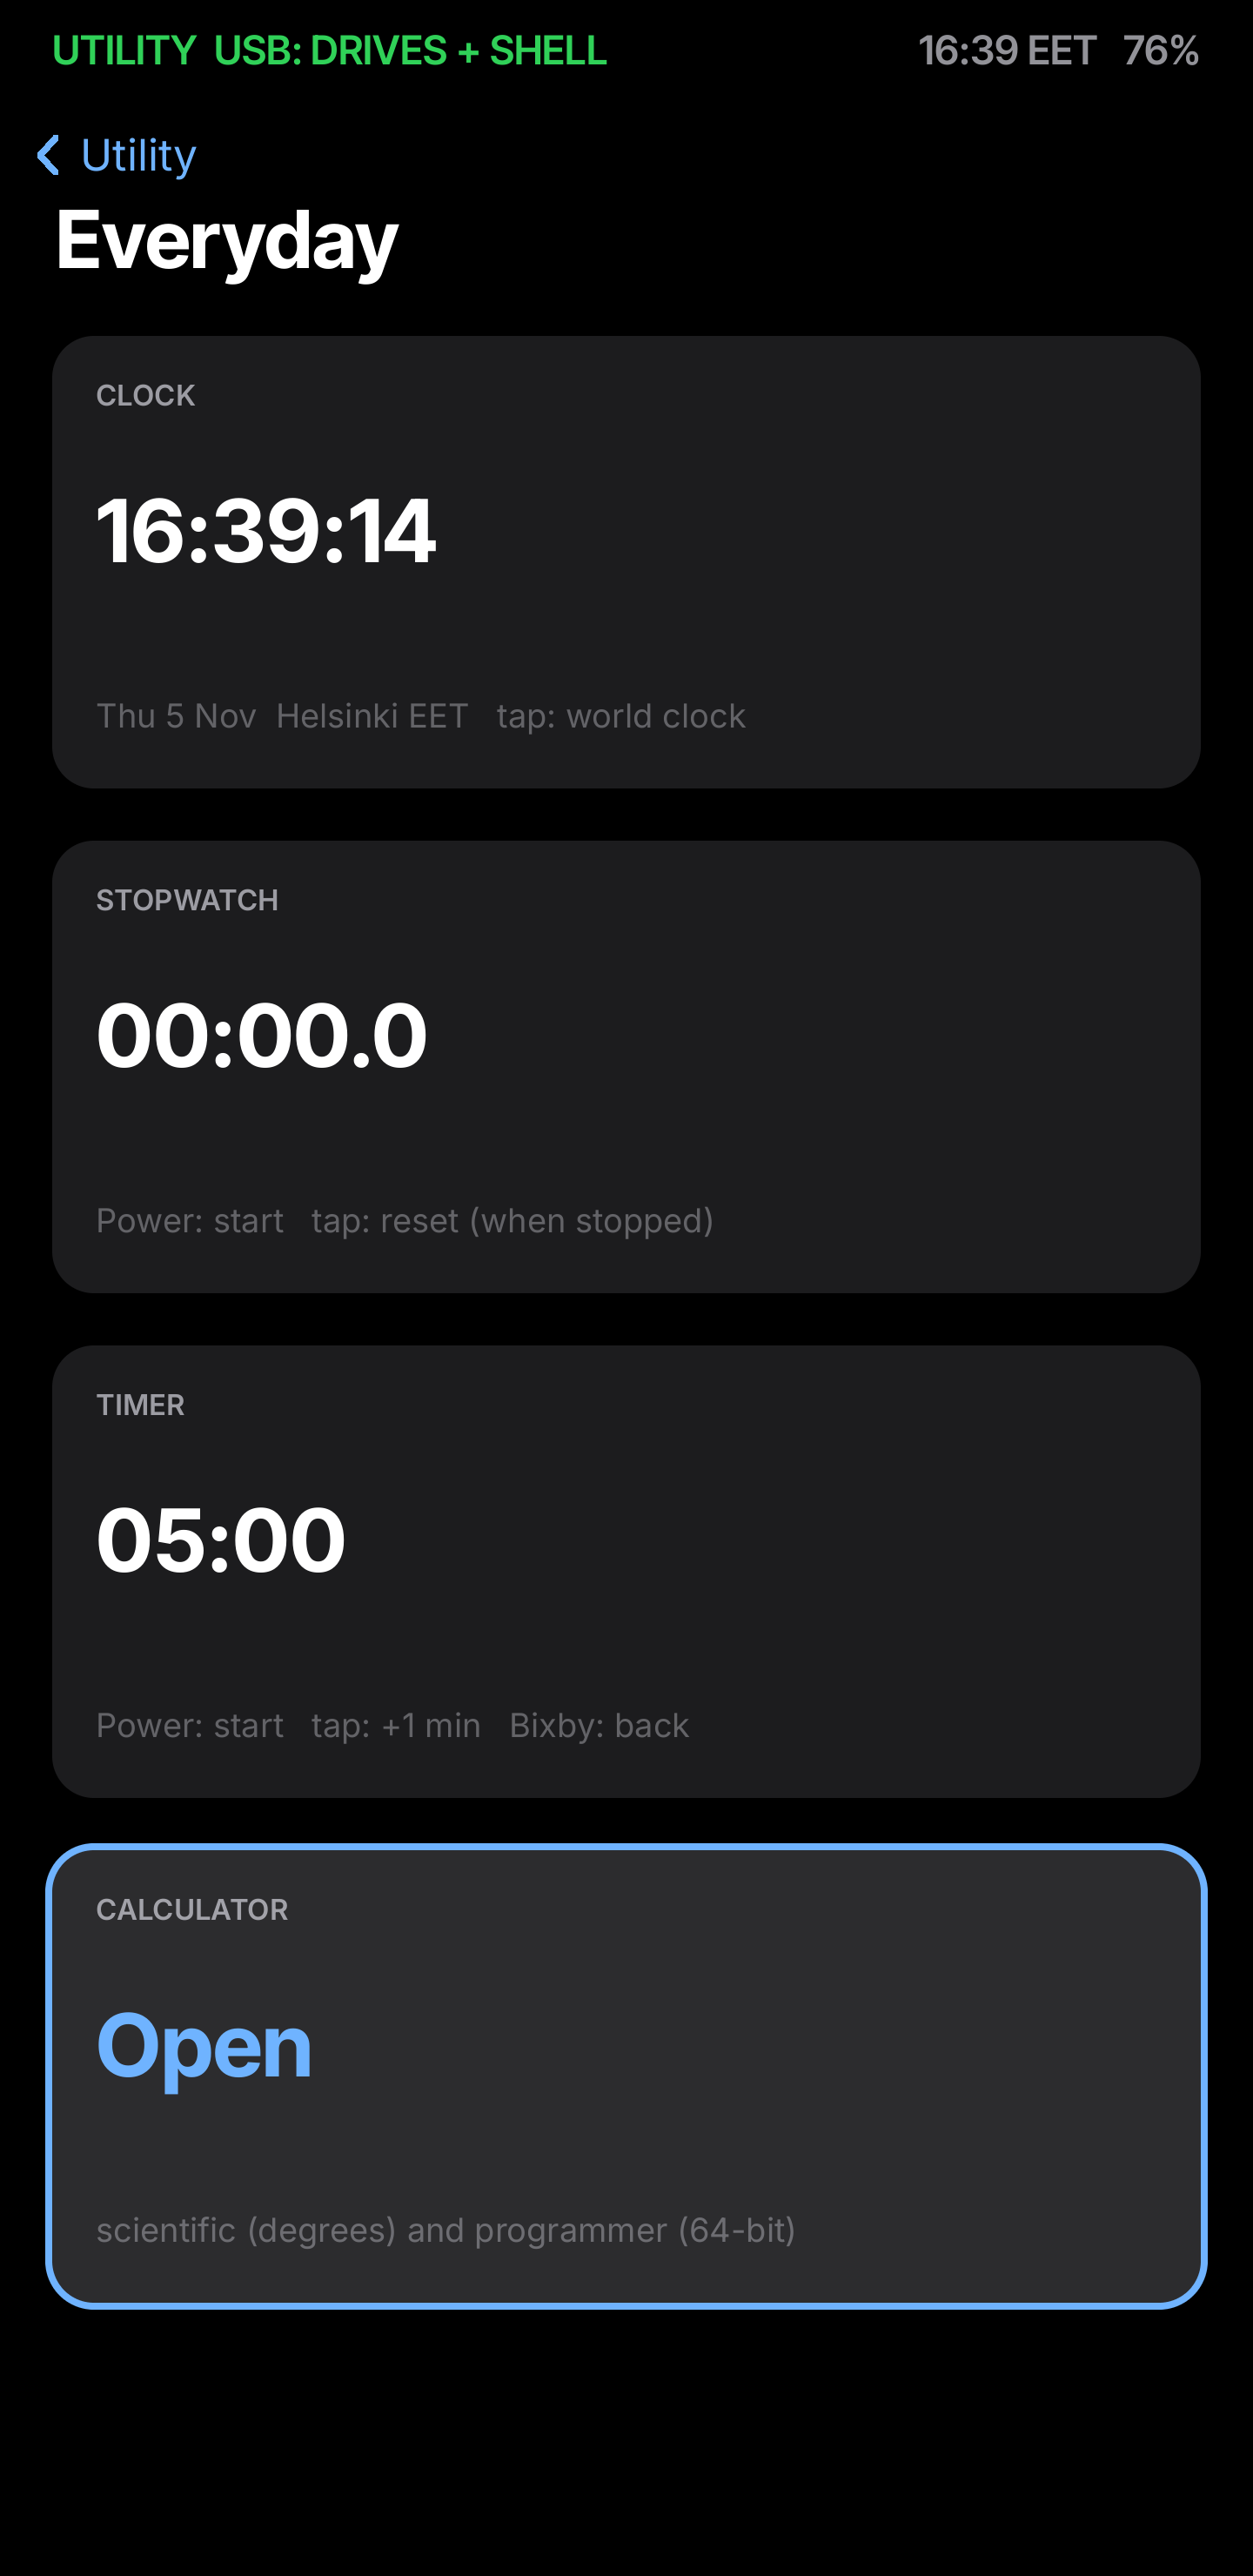 UTILITY USB: DRIVES + SHELL 16:39 EET 76%
Utility
Everyday
CLOCK
16:39:14
Thu 5 Nov Helsinki EET tap: world clock
STOPWATCH
00:00.0
Power: start tap: reset (when stopped)
TIMER
05:00
Power: start tap: +1 min Bixby: back
CALCULATOR
Open
scientific (degrees) and programmer (64-bit)